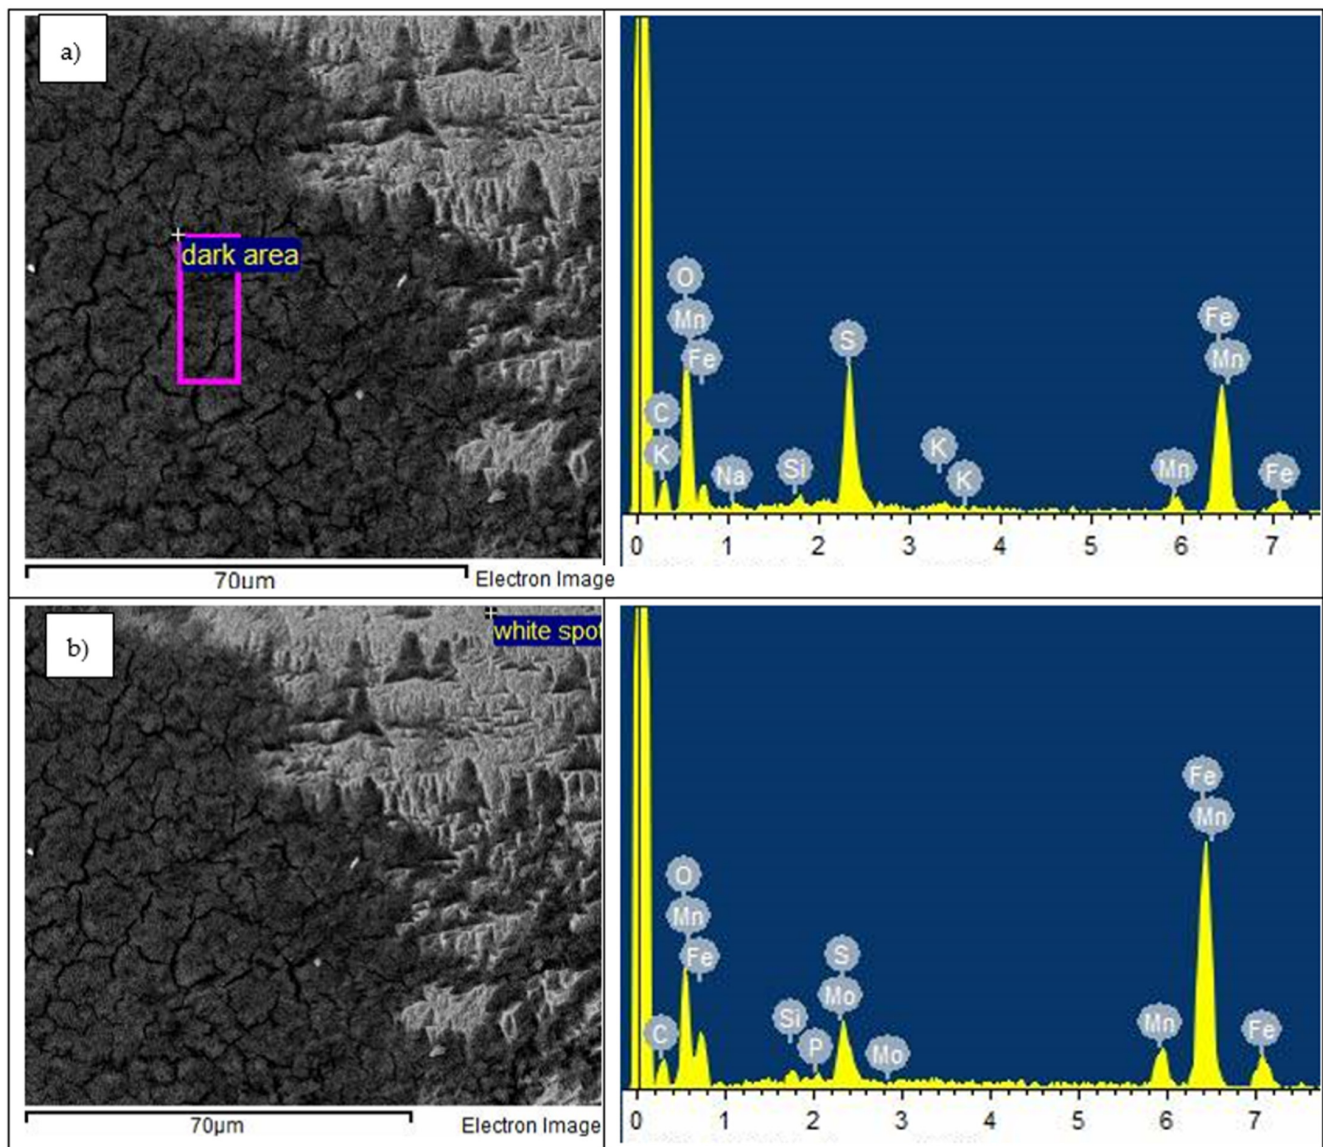 a)
dark area
70μm
Electron Image
O
Mn
Fe
S
Fe
Mn
C
K
Na
Si
K
K
Mn
Fe
0 1 2 3 4 5 6 7
b)
white spot
70μm
Electron Image
Fe
Mn
O
Mn
Fe
S
Mo
C
Si
P
Mo
Mn
Fe
0 1 2 3 4 5 6 7